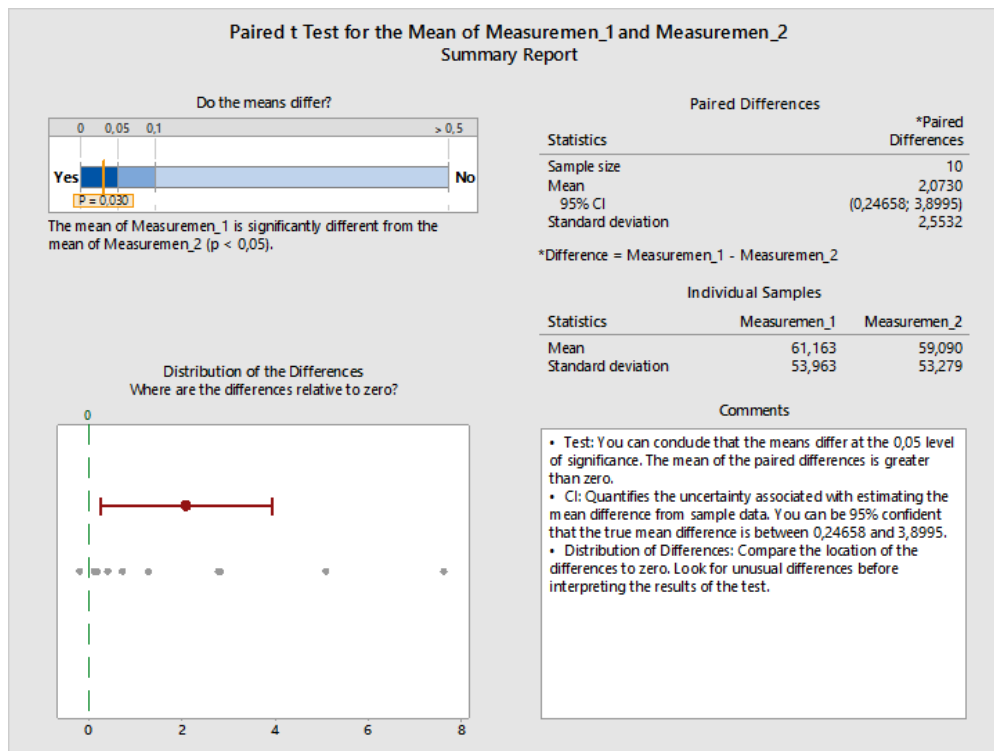 Paired t Test for the Mean of Measuremen_1 and Measuremen_2
Summary Report
Do the means differ?
0 0,05 0,1 > 0,5
Yes No
P = 0,030
The mean of Measuremen_1 is significantly different from the
mean of Measuremen_2 (p < 0,05).
Paired Differences
*Paired
Statistics Differences
Sample size 10
Mean 2,0730
95% CI (0,24658; 3,8995)
Standard deviation 2,5532
*Difference = Measuremen_1 - Measuremen_2
Individual Samples
Statistics Measuremen_1 Measuremen_2
Mean 61,163 59,090
Standard deviation 53,963 53,279
Distribution of the Differences
Where are the differences relative to zero?
0
0 2 4 6 8
Comments
• Test: You can conclude that the means differ at the 0,05 level
of significance. The mean of the paired differences is greater
than zero.
• CI: Quantifies the uncertainty associated with estimating the
mean difference from sample data. You can be 95% confident
that the true mean difference is between 0,24658 and 3,8995.
• Distribution of Differences: Compare the location of the
differences to zero. Look for unusual differences before
interpreting the results of the test.